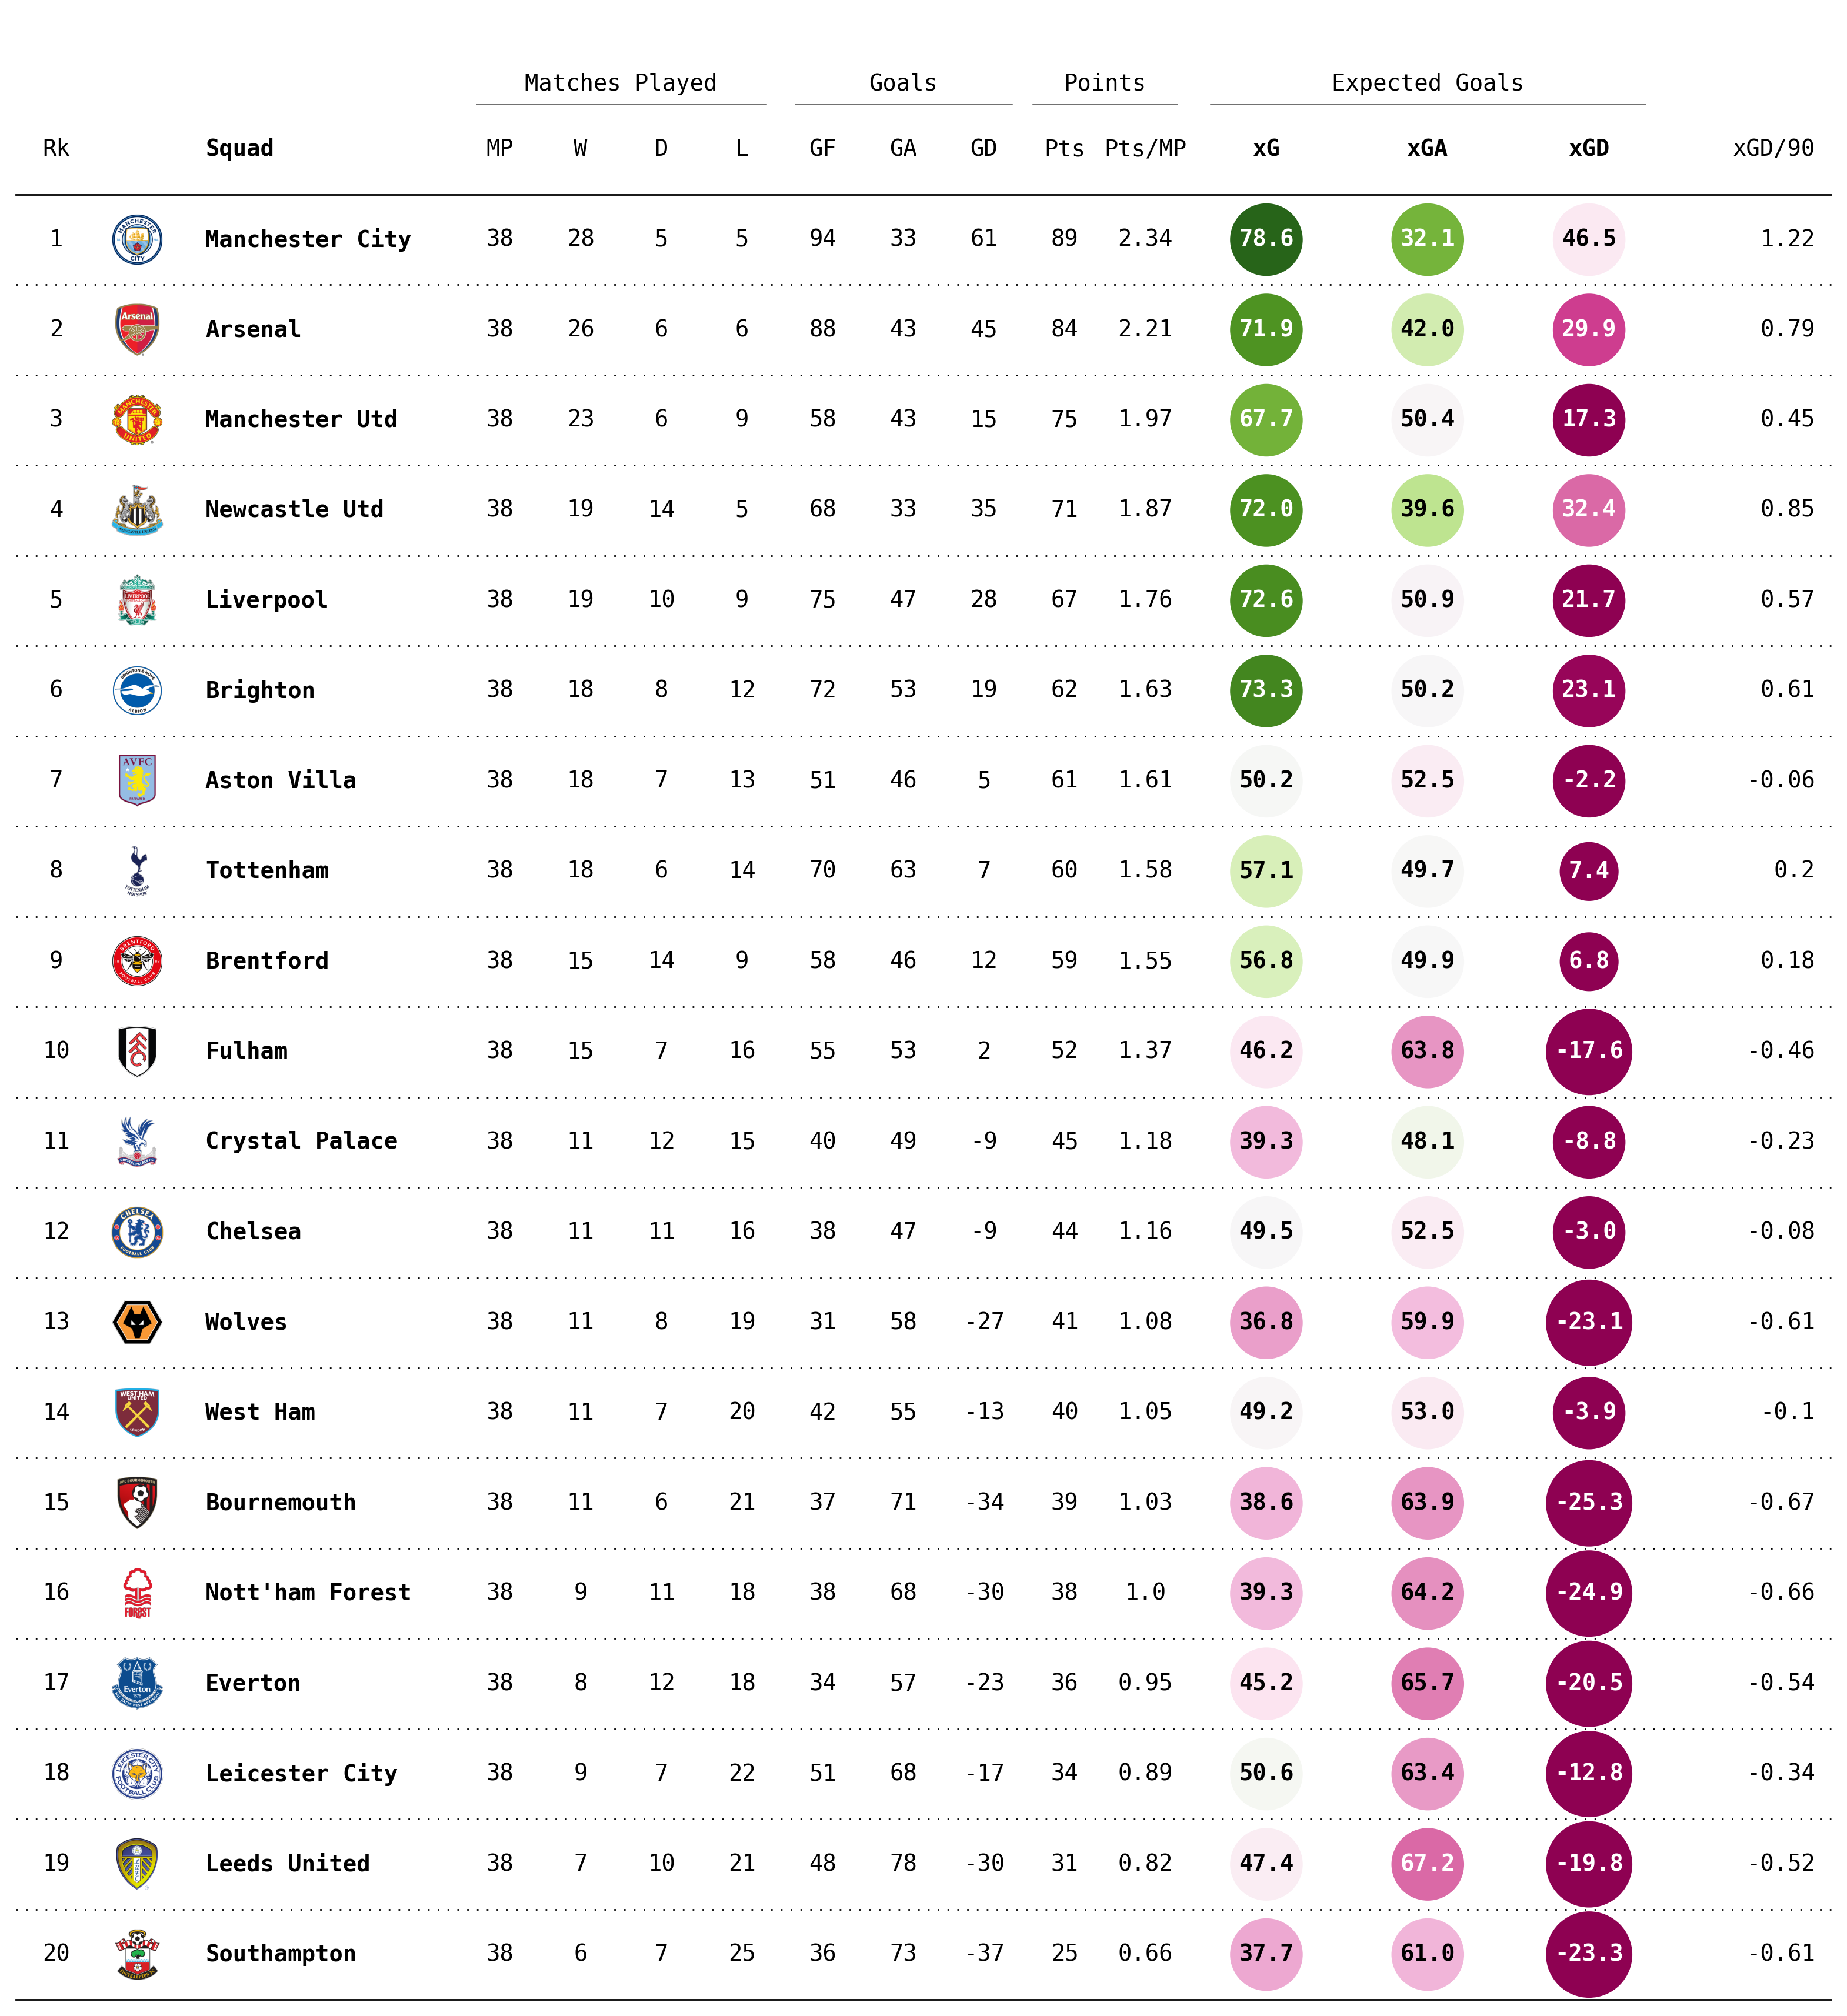 Matches Played Goals Points Expected Goals
Rk Squad MP W D L GF GA GD Pts Pts/MP xG xGA xGD xGD/90
1 Manchester City 38 28 5 5 94 33 61 89 2.34 78.6 32.1 46.5 1.22
2 Arsenal 38 26 6 6 88 43 45 84 2.21 71.9 42.0 29.9 0.79
3 Manchester Utd 38 23 6 9 58 43 15 75 1.97 67.7 50.4 17.3 0.45
4 Newcastle Utd 38 19 14 5 68 33 35 71 1.87 72.0 39.6 32.4 0.85
5 Liverpool 38 19 10 9 75 47 28 67 1.76 72.6 50.9 21.7 0.57
6 Brighton 38 18 8 12 72 53 19 62 1.63 73.3 50.2 23.1 0.61
7 Aston Villa 38 18 7 13 51 46 5 61 1.61 50.2 52.5 -2.2 -0.06
8 Tottenham 38 18 6 14 70 63 7 60 1.58 57.1 49.7 7.4 0.2
9 Brentford 38 15 14 9 58 46 12 59 1.55 56.8 49.9 6.8 0.18
10 Fulham 38 15 7 16 55 53 2 52 1.37 46.2 63.8 -17.6 -0.46
11 Crystal Palace 38 11 12 15 40 49 -9 45 1.18 39.3 48.1 -8.8 -0.23
12 Chelsea 38 11 11 16 38 47 -9 44 1.16 49.5 52.5 -3.0 -0.08
13 Wolves 38 11 8 19 31 58 -27 41 1.08 36.8 59.9 -23.1 -0.61
14 West Ham 38 11 7 20 42 55 -13 40 1.05 49.2 53.0 -3.9 -0.1
15 Bournemouth 38 11 6 21 37 71 -34 39 1.03 38.6 63.9 -25.3 -0.67
16 Nott'ham Forest 38 9 11 18 38 68 -30 38 1.0 39.3 64.2 -24.9 -0.66
17 Everton 38 8 12 18 34 57 -23 36 0.95 45.2 65.7 -20.5 -0.54
18 Leicester City 38 9 7 22 51 68 -17 34 0.89 50.6 63.4 -12.8 -0.34
19 Leeds United 38 7 10 21 48 78 -30 31 0.82 47.4 67.2 -19.8 -0.52
20 Southampton 38 6 7 25 36 73 -37 25 0.66 37.7 61.0 -23.3 -0.61